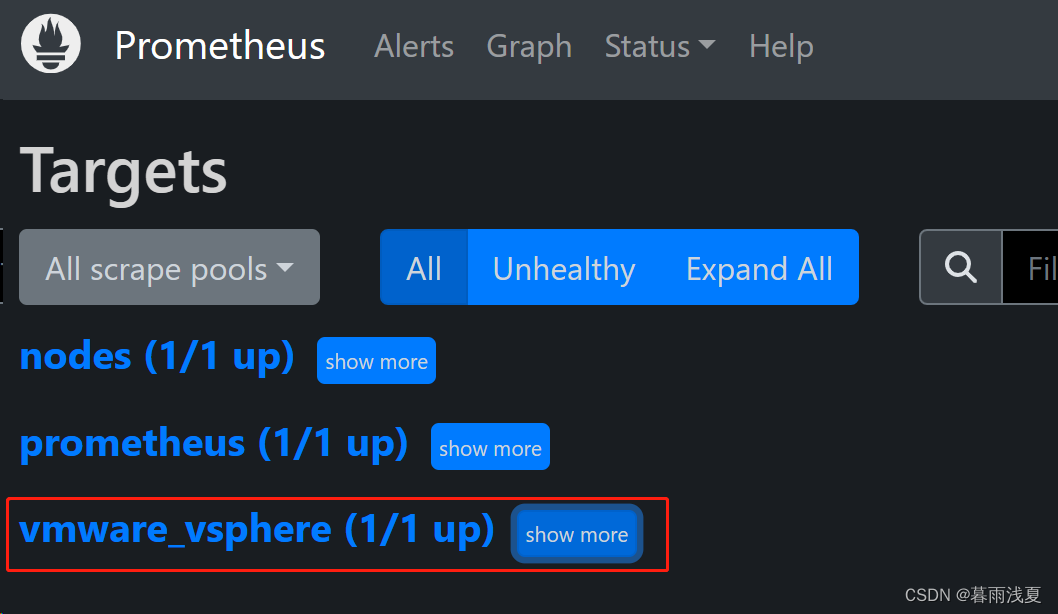 Prometheus Alerts Graph Status Help
Targets
All scrape pools All Unhealthy Expand All Fil
nodes (1/1 up) show more
prometheus (1/1 up) show more
vmware_vsphere (1/1 up) show more
CSDN @暮雨浅夏